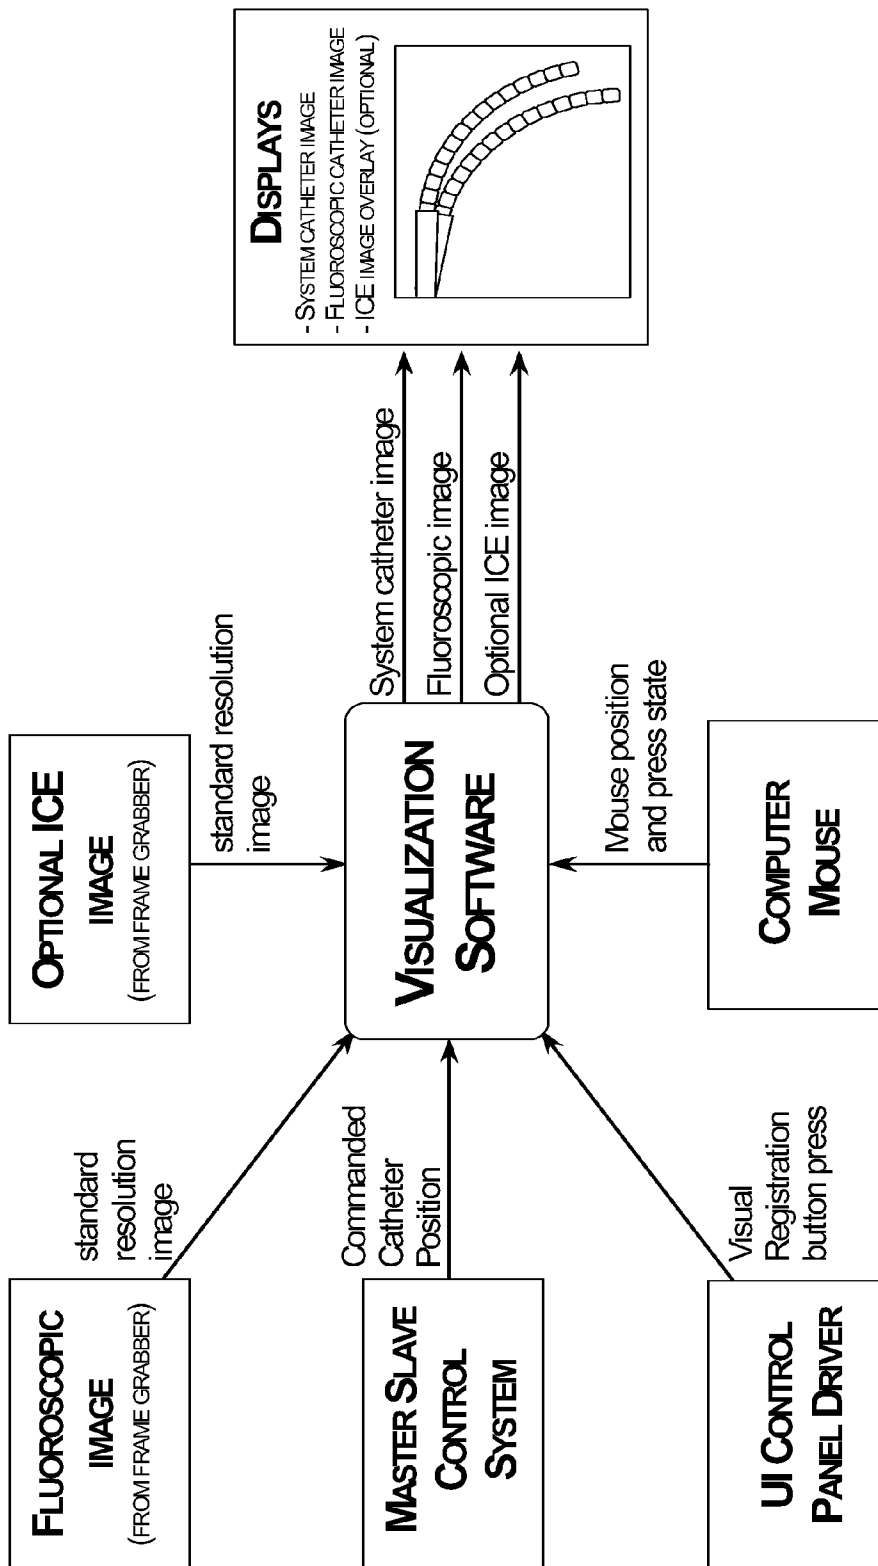 FLUOROSCOPIC
IMAGE
(FROM FRAME GRABBER)
standard
resolution
image
OPTIONAL ICE
IMAGE
(FROM FRAME GRABBER)
standard resolution
image
MASTER SLAVE
CONTROL
SYSTEM
Commanded
Catheter
Position
VISUALIZATION
SOFTWARE
System catheter image
Fluoroscopic image
Optional ICE image
DISPLAYS
- SYSTEM CATHETER IMAGE
- FLUOROSCOPIC CATHETER IMAGE
- ICE IMAGE OVERLAY (OPTIONAL)
UI CONTROL
PANEL DRIVER
Visual
Registration
button press
COMPUTER
MOUSE
Mouse position
and press state